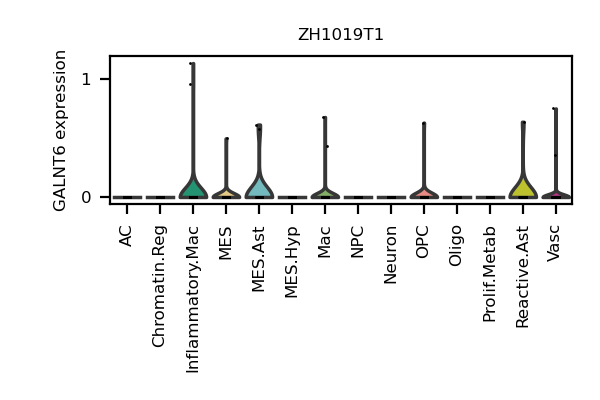 ZH1019T1
GALNT6 expression
1
0
AC
Chromatin.Reg
Inflammatory.Mac
MES
MES.Ast
MES.Hyp
Mac
NPC
Neuron
OPC
Oligo
Prolif.Metab
Reactive.Ast
Vasc